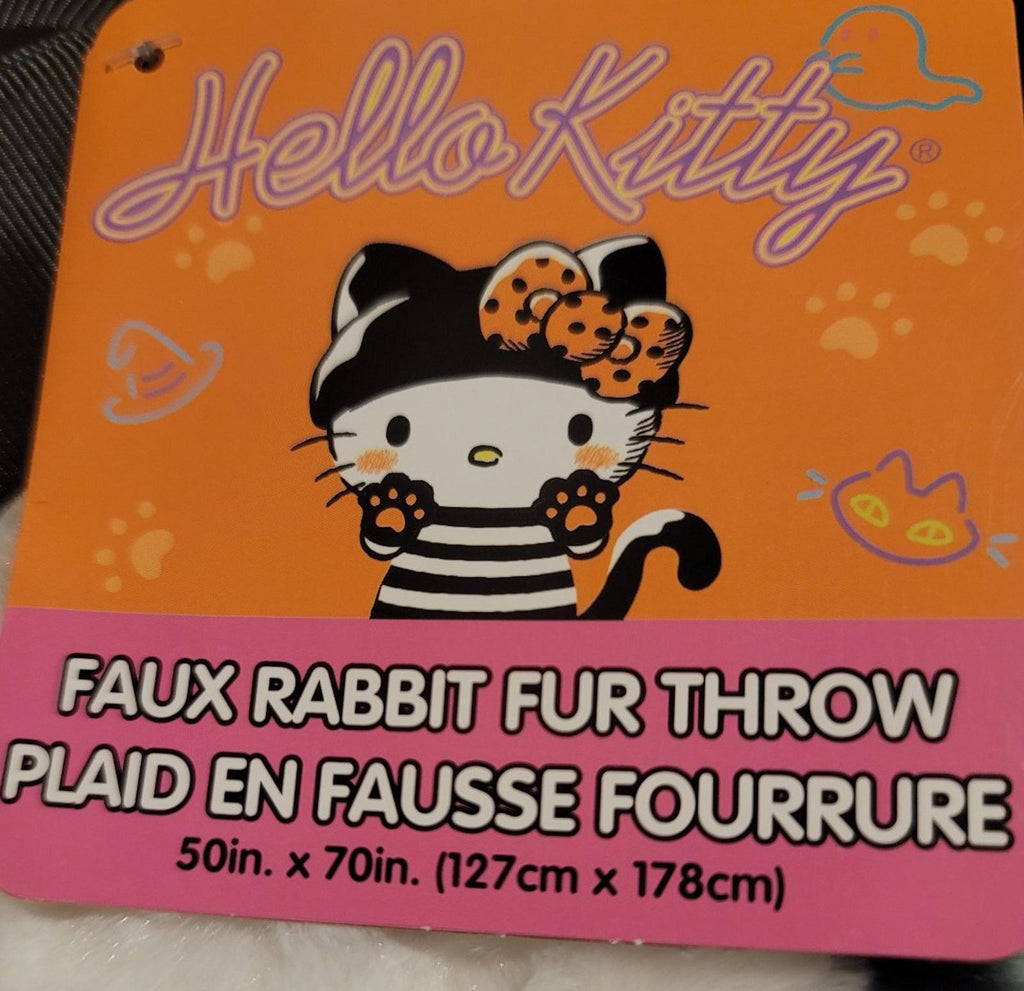 Hello Kitty®
FAUX RABBIT FUR THROW
PLAID EN FAUSSE FOURRURE
50in. x 70in. (127cm x 178cm)